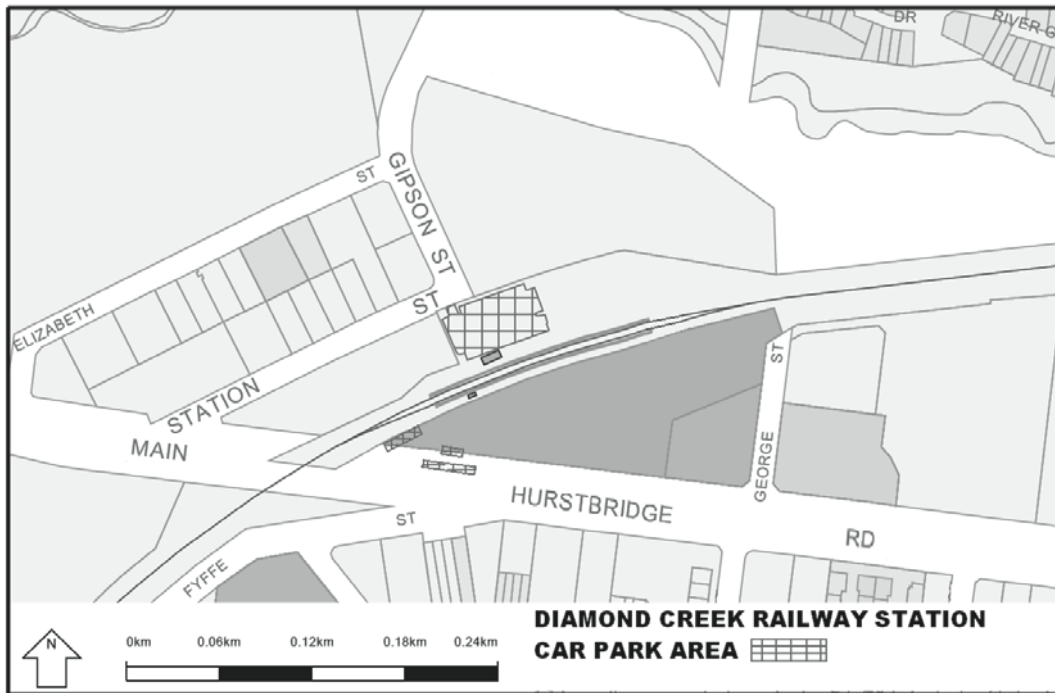 DR
RIVER G
GIPSON ST
ST
ELIZABETH
ST
STATION
MAIN
HURSTBRIDGE
RD
GEORGE
ST
FYFFE
ST
N
0km 0.06km 0.12km 0.18km 0.24km
DIAMOND CREEK RAILWAY STATION
CAR PARK AREA